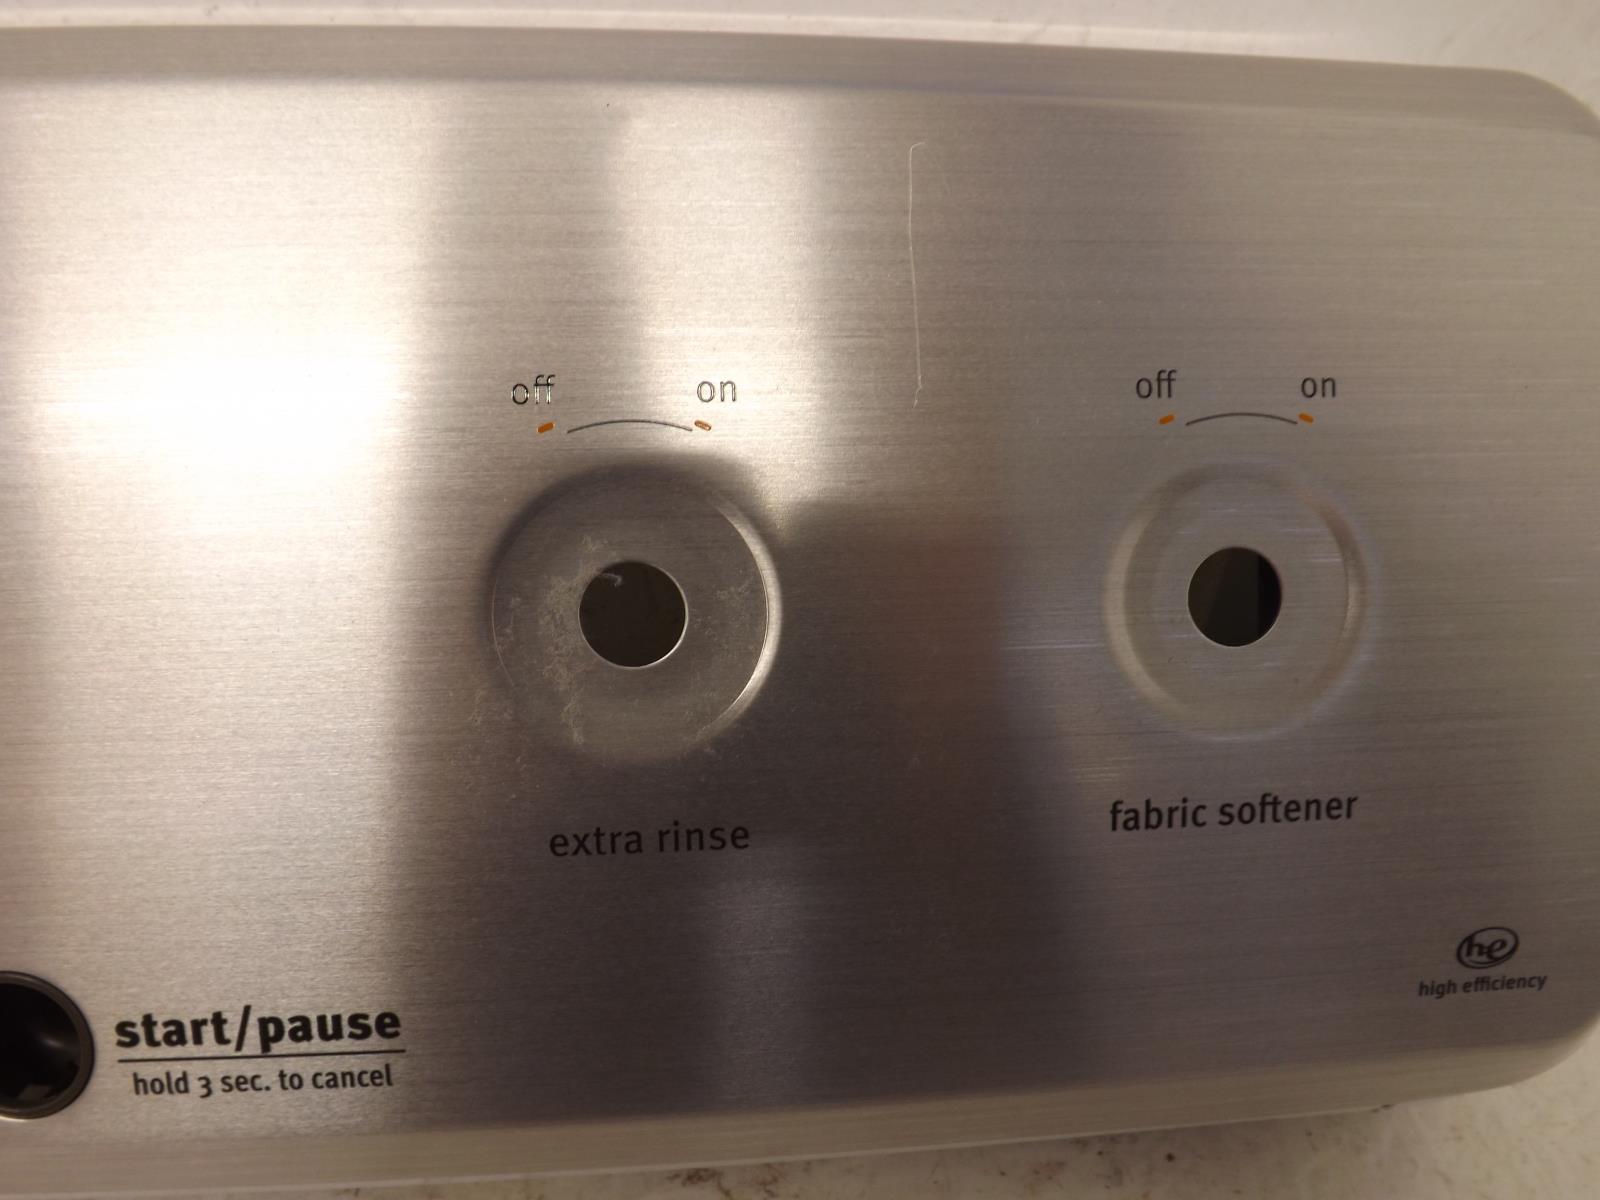 off on
off on
extra rinse
fabric softener
he
high efficiency
start/pause
hold 3 sec. to cancel